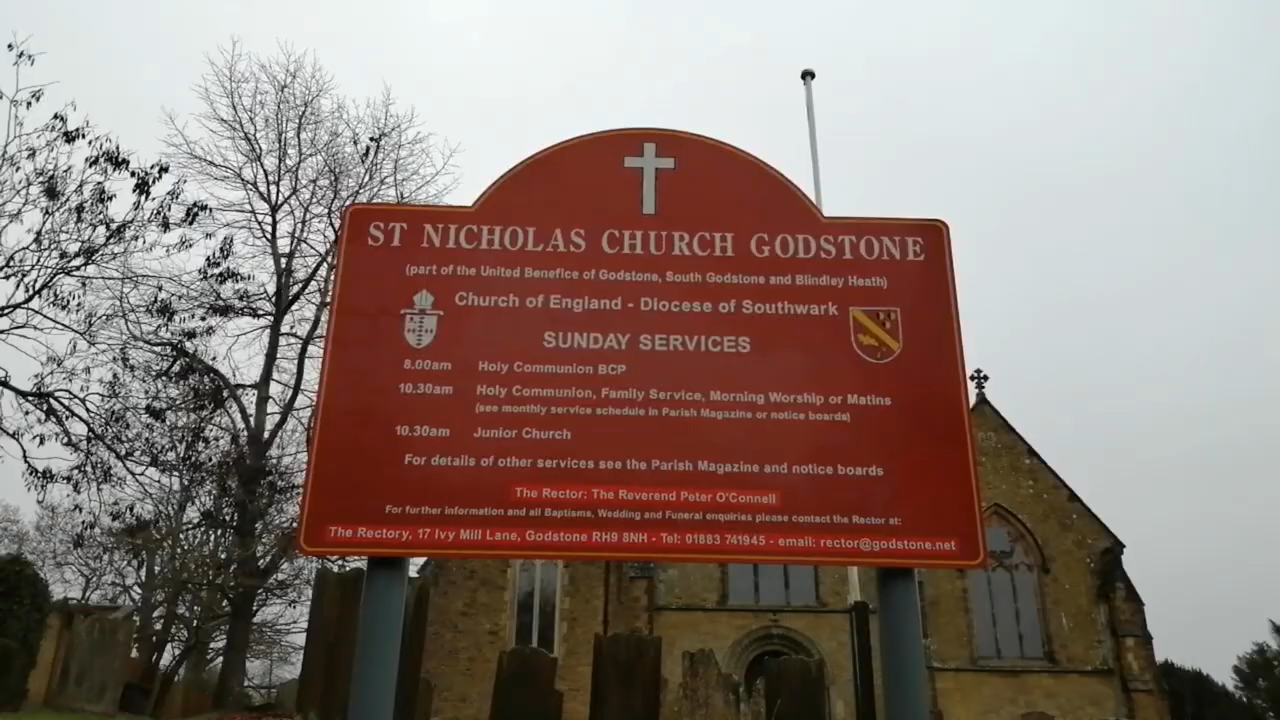 ST NICHOLAS CHURCH GODSTONE
(part of the United Benefice of Godstone, South Godstone and Blindley Heath)
Church of England - Diocese of Southwark
SUNDAY SERVICES
8.00am Holy Communion BCP
10.30am Holy Communion, Family Service, Morning Worship or Matins
(see monthly service schedule in Parish Magazine or notice boards)
10.30am Junior Church
For details of other services see the Parish Magazine and notice boards
The Rector: The Reverend Peter O'Connell
For further information and all Baptisms, Wedding and Funeral enquiries please contact the Rector at:
The Rectory, 17 Ivy Mill Lane, Godstone RH9 8NH - Tel: 01883 741945 - email: rector@godstone.net